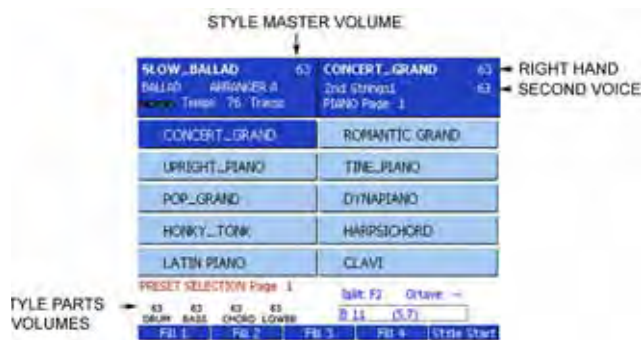 STYLE MASTER VOLUME
SLOW_BALLAD 63 CONCERT_GRAND 63 RIGHT HAND
BALLAD ARRANGER A 2nd Strings1 63 SECOND VOICE
Tempo 76 PIANO Page 1
CONCERT_GRAND ROMANTIC GRAND
UPRIGHT_PIANO TINE_PIANO
POP_GRAND DYNAPIANO
HONKY_TONK HARPSICHORD
LATIN PIANO CLAVI
PRESET SELECTION Page 1
Split F2 Octave --
TYLE PARTS
VOLUMES
63 63 63 63
DRUM BASS CHORD LOWER
B 11 (5,7)
Fill 1 Fill 2 Fill 3 Fill 4 Style Start